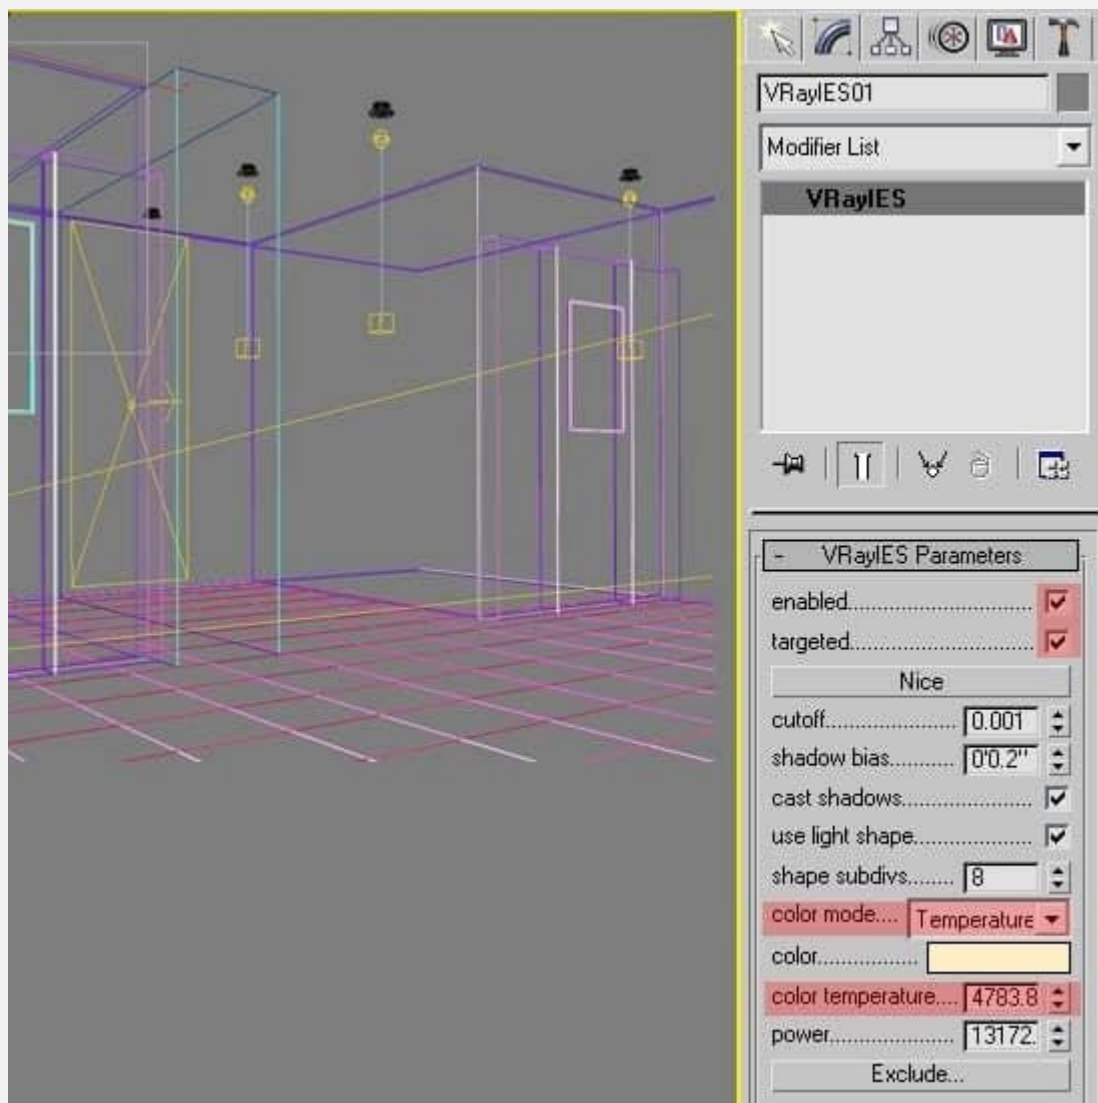 VRayIES01
Modifier List
VRayIES
- VRayIES Parameters
enabled..............................
targeted..............................
Nice
cutoff..................... 0.001
shadow bias.......... 0'0.2"
cast shadows.....................
use light shape...................
shape subdivs........ 8
color mode.... Temperature
color................
color temperature.... 4783.8
power.................... 13172.
Exclude...